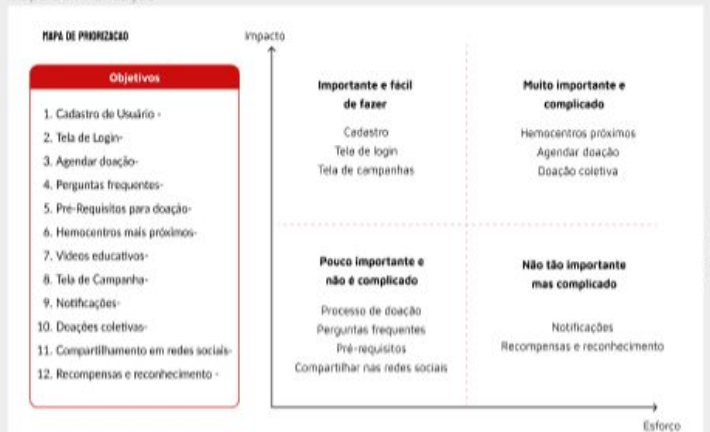 MAPA DE PRIORIZACAO
Impacto
Objetivos
1. Cadastro de Usuário -
2. Tela de Login-
3. Agendar doação-
4. Perguntas frequentes-
5. Pré-Requisitos para doação-
6. Hemocentros mais próximos-
7. Videos educativos-
8. Tela de Campanha-
9. Notificações-
10. Doações coletivas-
11. Compartilhamento em redes sociais-
12. Recompensas e reconhecimento -
Importante e fácil
de fazer
Cadastro
Tela de login
Tela de campanhas
Muito importante e
complicado
Hemocentros próximos
Agendar doação
Doação coletiva
Pouco importante e
não é complicado
Processo de doação
Perguntas frequentes
Pré-requisitos
Compartilhar nas redes sociais
Não tão importante
mas complicado
Notificações
Recompensas e reconhecimento
Esforço